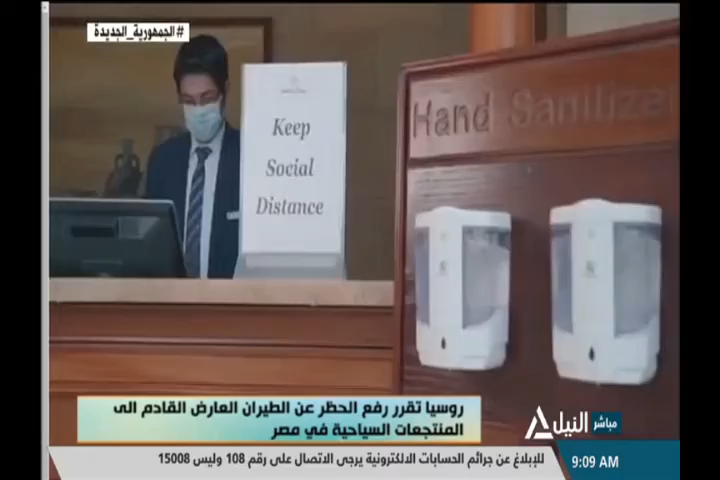 #الجمهورية_الجديدة
Keep
Social
Distance
Hand Sanitizer
روسيا تقرر رفع الحظر عن الطيران العارض القادم الى
المنتجعات السياحية في مصر
النيل مباشر
للإبلاغ عن جرائم الحسابات الالكترونية يرجى الاتصال على رقم 108 وليس 15008
9:09 AM